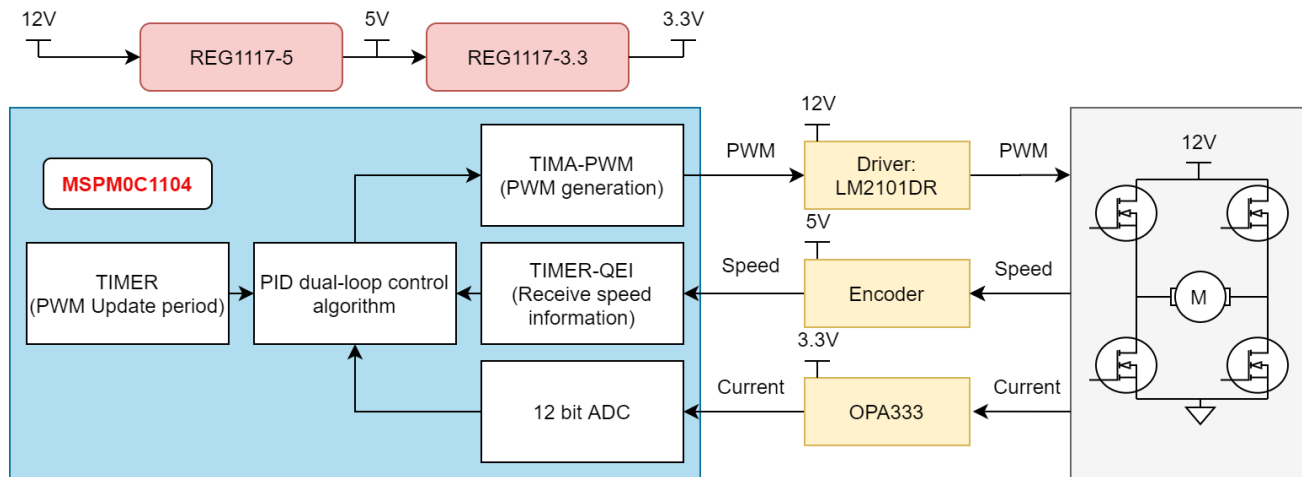 12V
5V
3.3V
REG1117-5
REG1117-3.3
MSPM0C1104
TIMA-PWM
(PWM generation)
PWM
12V
Driver:
LM2101DR
PWM
12V
TIMER
(PWM Update period)
PID dual-loop control
algorithm
TIMER-QEI
(Receive speed
information)
Speed
5V
Encoder
Speed
M
12 bit ADC
Current
3.3V
OPA333
Current